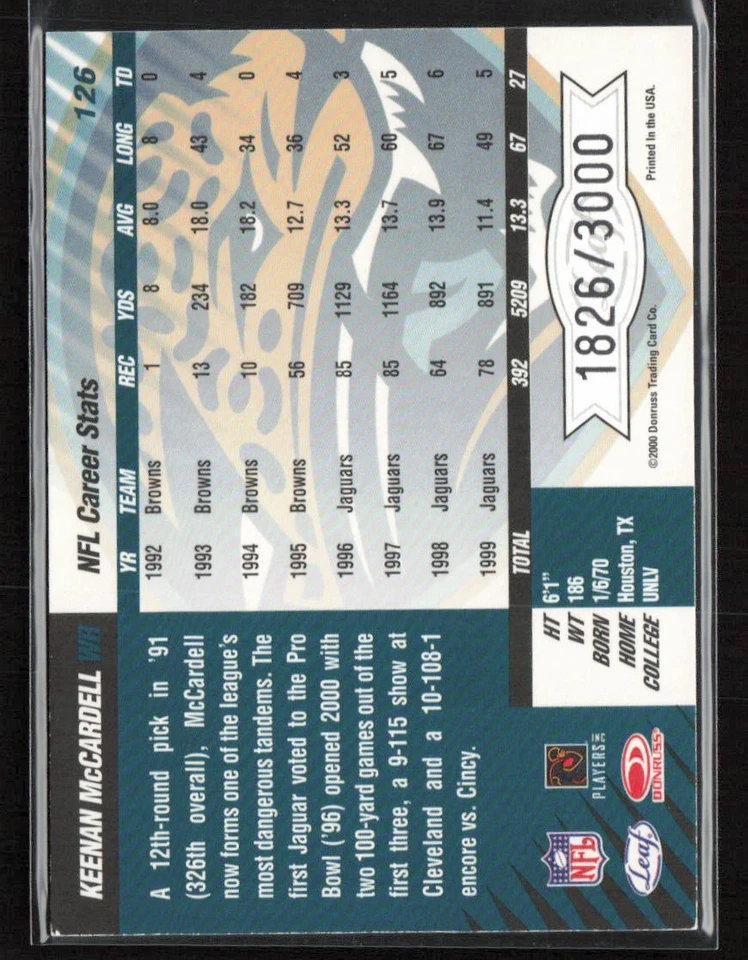 KEENAN McCARDELL WR
A 12th-round pick in '91
(326th overall), McCardell
now forms one of the league's
most dangerous tandems. The
first Jaguar voted to the Pro
Bowl ('96) opened 2000 with
two 100-yard games out of the
first three, a 9-115 show at
Cleveland and a 10-108-1
encore vs. Cincy.
NFL
Leaf
PLAYERS INC
DONRUSS
NFL Career Stats
126
YR TEAM REC YDS AVG LONG TD
1992 Browns 1 8 8.0 8 0
1993 Browns 13 234 18.0 43 4
1994 Browns 10 182 18.2 34 0
1995 Browns 56 709 12.7 36 4
1996 Jaguars 85 1129 13.3 52 3
1997 Jaguars 85 1164 13.7 60 5
1998 Jaguars 64 892 13.9 67 6
1999 Jaguars 78 891 11.4 49 5
TOTAL 392 5209 13.3 67 27
HT 6'1"
WT 186
BORN 1/6/70
HOME Houston, TX
COLLEGE UNLV
Leaf
1826/3000
©2000 Donruss Trading Card Co.
Printed In the USA.